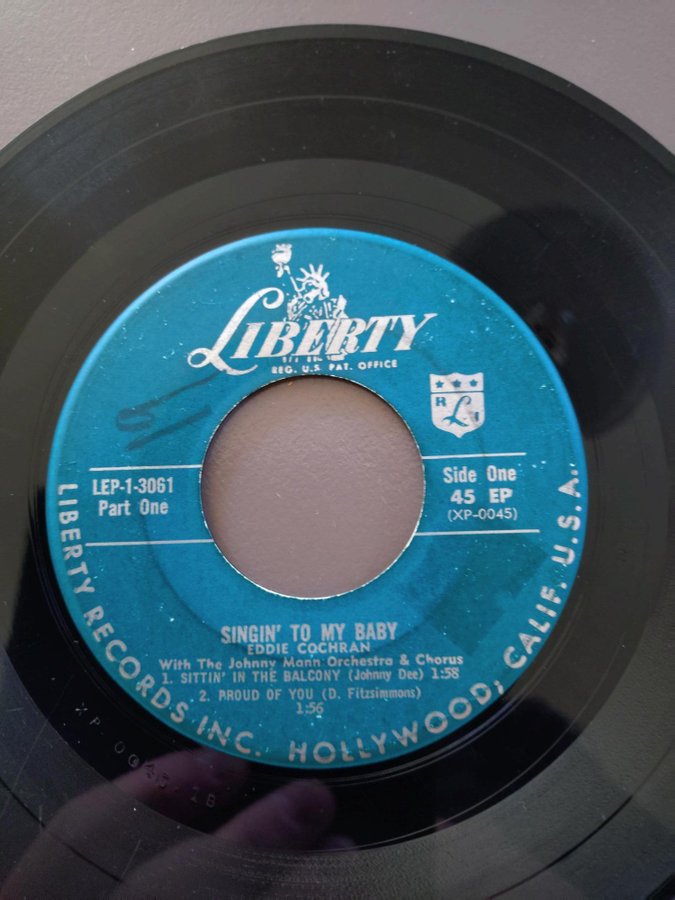 LIBERTY
REG. U.S. PAT. OFFICE
R L I
LEP-1-3061
Part One
Side One
45 EP
(XP-0045)
SINGIN' TO MY BABY
EDDIE COCHRAN
With The Johnny Mann Orchestra & Chorus
1. SITTIN' IN THE BALCONY (Johnny Dee) 1:58
2. PROUD OF YOU (D. Fitzsimmons)
1:56
LIBERTY RECORDS, INC. HOLLYWOOD, CALIF. U.S.A.